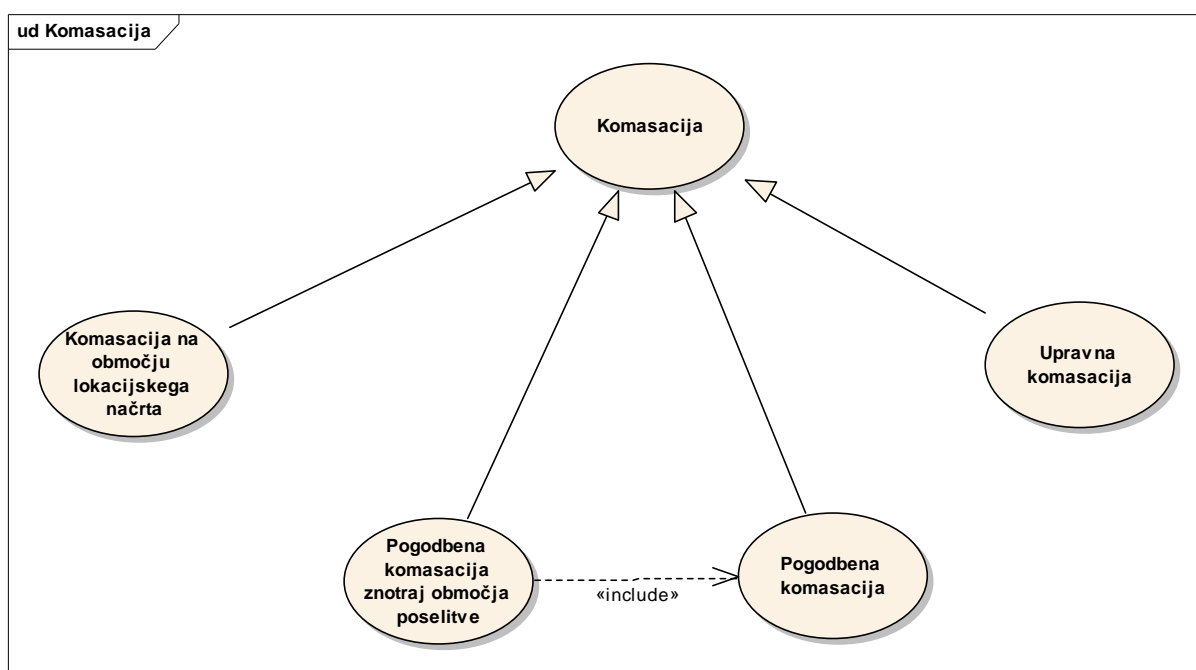 ud Komasacija
Komasacija
Komasacija na
območju
lokacijskega
načrta
Upravna
komasacija
Pogodbena
komasacija
znotraj območja
poselitve
«include»
Pogodbena
komasacija